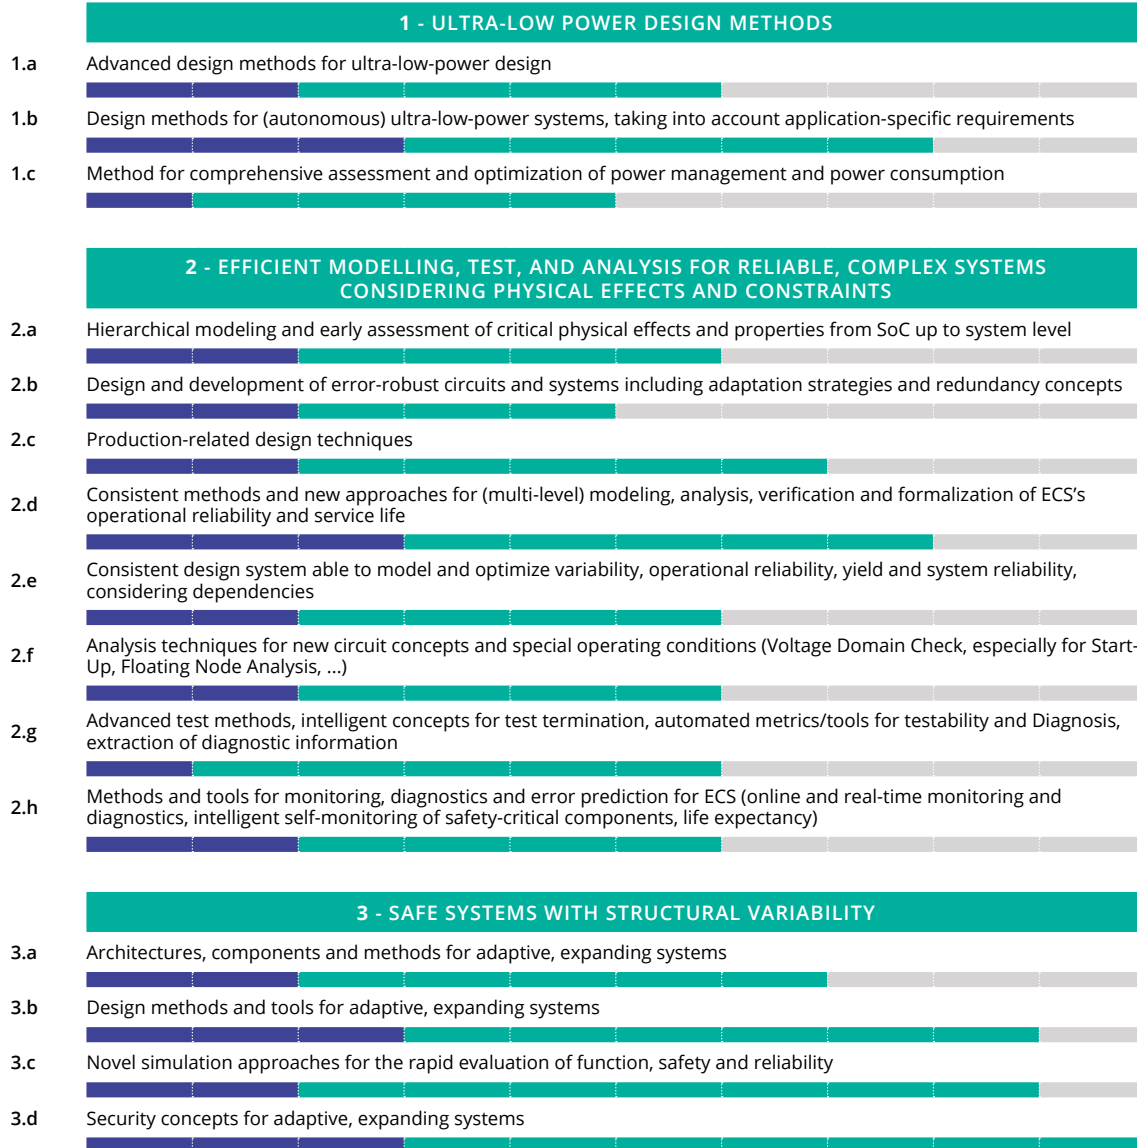 1 - ULTRA-LOW POWER DESIGN METHODS
1.a Advanced design methods for ultra-low-power design
1.b Design methods for (autonomous) ultra-low-power systems, taking into account application-specific requirements
1.c Method for comprehensive assessment and optimization of power management and power consumption
2 - EFFICIENT MODELLING, TEST, AND ANALYSIS FOR RELIABLE, COMPLEX SYSTEMS
CONSIDERING PHYSICAL EFFECTS AND CONSTRAINTS
2.a Hierarchical modeling and early assessment of critical physical effects and properties from SoC up to system level
2.b Design and development of error-robust circuits and systems including adaptation strategies and redundancy concepts
2.c Production-related design techniques
2.d Consistent methods and new approaches for (multi-level) modeling, analysis, verification and formalization of ECS's
operational reliability and service life
2.e Consistent design system able to model and optimize variability, operational reliability, yield and system reliability,
considering dependencies
2.f Analysis techniques for new circuit concepts and special operating conditions (Voltage Domain Check, especially for Start-
Up, Floating Node Analysis, ...)
2.g Advanced test methods, intelligent concepts for test termination, automated metrics/tools for testability and Diagnosis,
extraction of diagnostic information
2.h Methods and tools for monitoring, diagnostics and error prediction for ECS (online and real-time monitoring and
diagnostics, intelligent self-monitoring of safety-critical components, life expectancy)
3 - SAFE SYSTEMS WITH STRUCTURAL VARIABILITY
3.a Architectures, components and methods for adaptive, expanding systems
3.b Design methods and tools for adaptive, expanding systems
3.c Novel simulation approaches for the rapid evaluation of function, safety and reliability
3.d Security concepts for adaptive, expanding systems